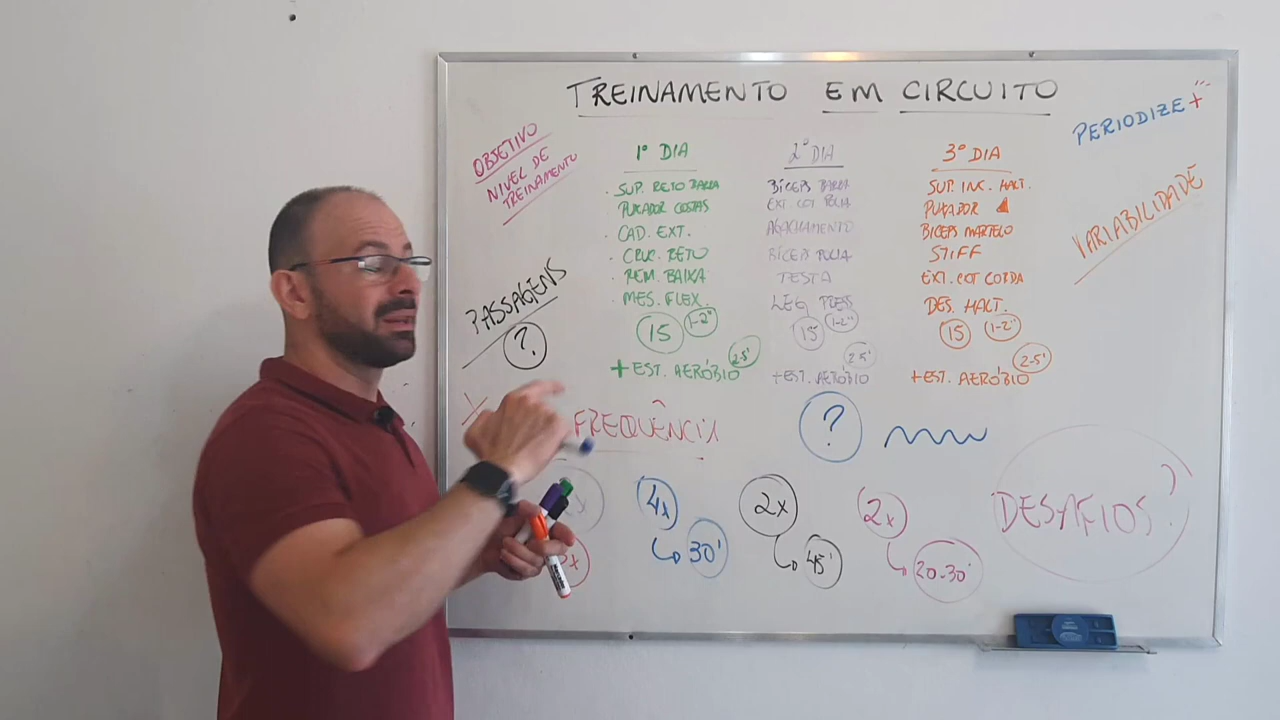 TREINAMENTO EM CIRCUITO
PERIODIZE +
OBJETIVO
NIVEL DE
TREINAMENTO
VARIABILIDADE
PASSAGENS
?
1º DIA
SUP. RETO BARRA
PUXADOR COSTAS
CAD. EXT.
CRUC. RETO
REM. BAIXA
MES. FLEX.
15 1-2''
+ EST. AERÓBIO 2-5'
2º DIA
BÍCEPS BARRA
EXT. COT POLIA
AGACHAMENTO
BÍCEPS POLIA
TESTA
LEG PRESS
15 1-2''
+ EST. AERÓBIO 2-5'
3º DIA
SUP. INC. HALT.
PUXADOR
BICEPS MARTELO
STIFF
EXT. COT CORDA
DES. HALT.
15 1-2''
+ EST. AERÓBIO 2-5'
FREQUÊNCIA
?
4x 30'
2x 45'
2x 20-30'
DESAFIOS?